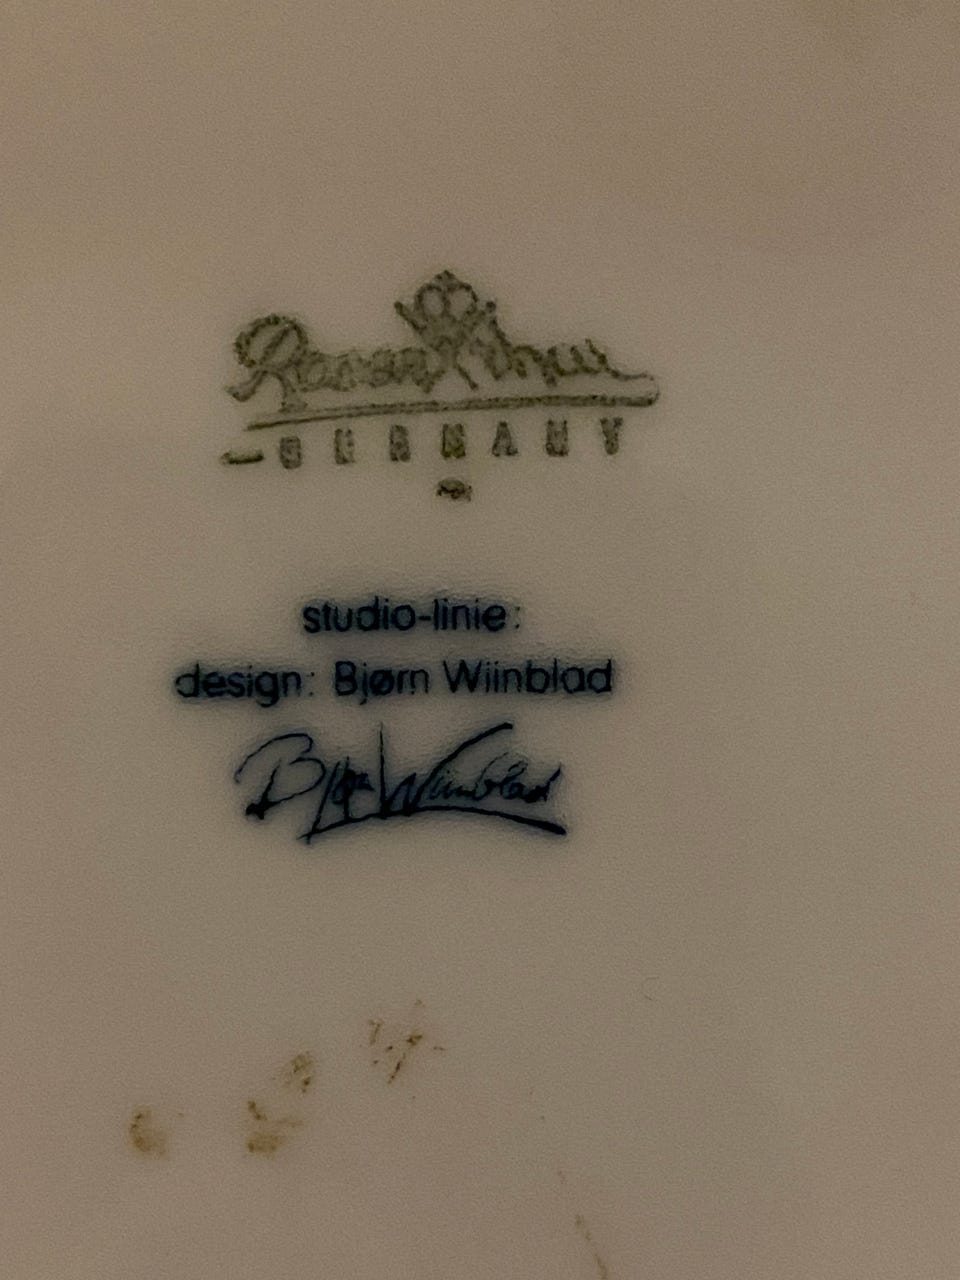 Rosenthal
GERMANY
studio-linie:
design: Bjørn Wiinblad
Bjørn Wiinblad